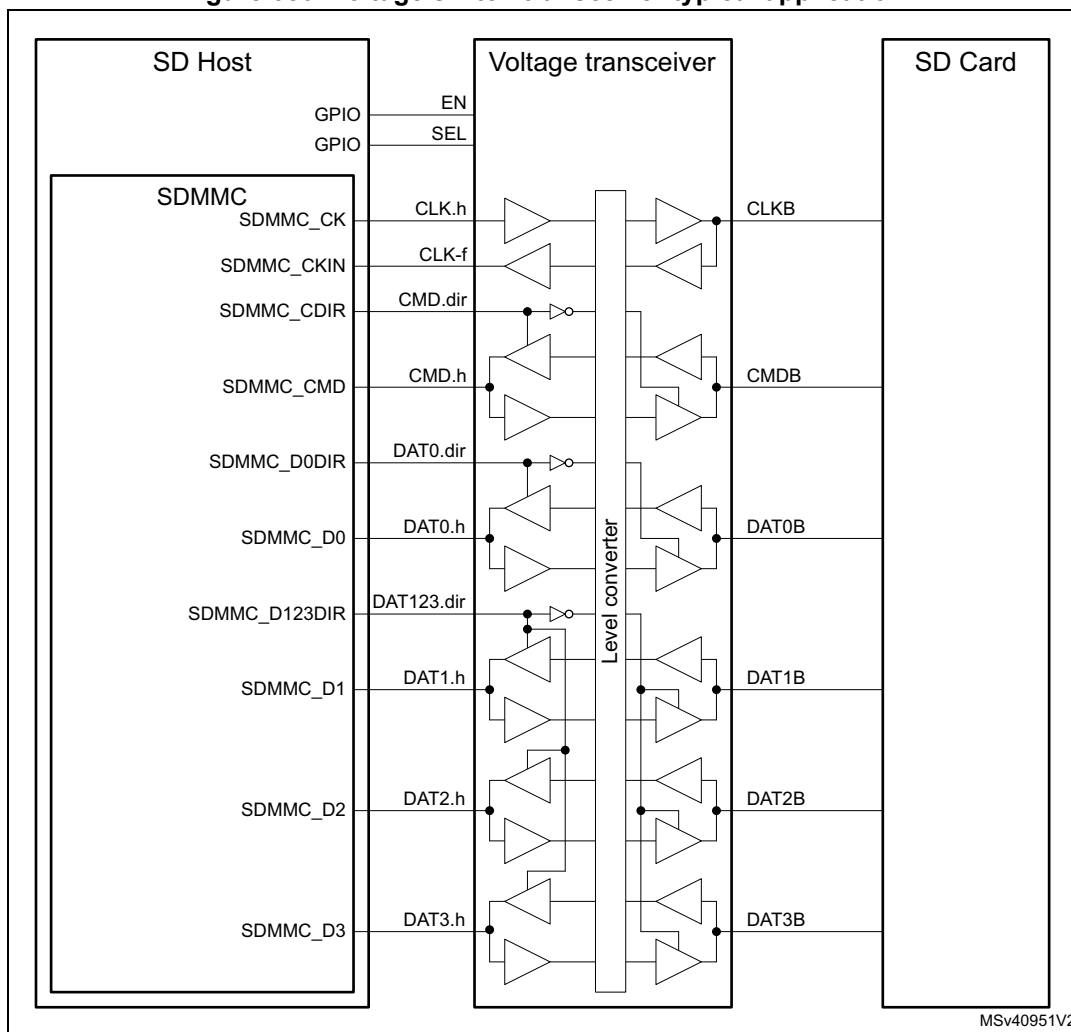 SD Host
Voltage transceiver
SD Card
GPIO
EN
GPIO
SEL
SDMMC
SDMMC_CK
CLK.h
CLKB
SDMMC_CKIN
CLK-f
SDMMC_CDIR
CMD.dir
SDMMC_CMD
CMD.h
CMDB
SDMMC_D0DIR
DAT0.dir
SDMMC_D0
DAT0.h
DAT0B
Level converter
SDMMC_D123DIR
DAT123.dir
SDMMC_D1
DAT1.h
DAT1B
SDMMC_D2
DAT2.h
DAT2B
SDMMC_D3
DAT3.h
DAT3B
MSv40951V2